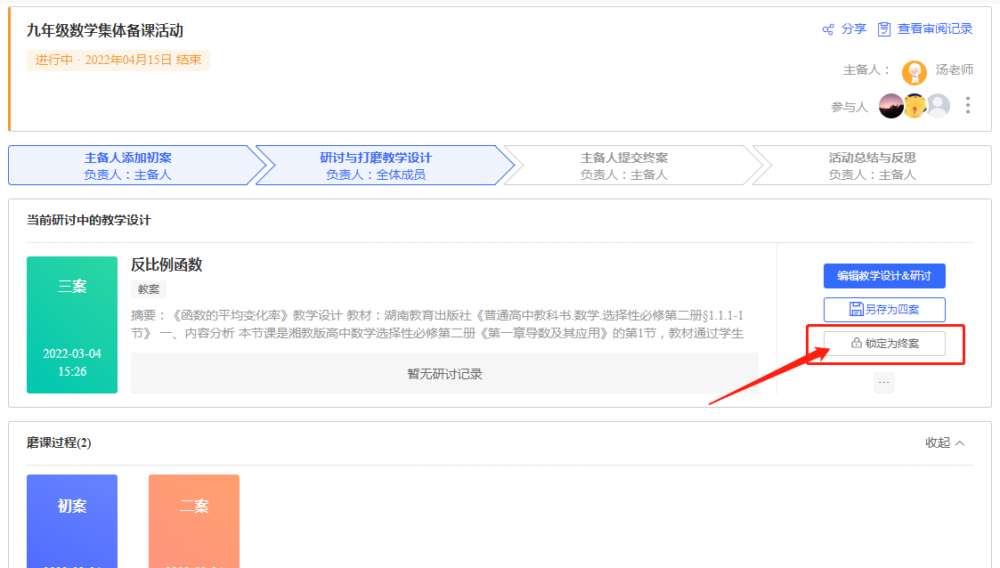 九年级数学集体备课活动
分享 查看审阅记录
进行中 · 2022年04月15日 结束
主备人： 汤老师
参与人
主备人添加初案
负责人：主备人
研讨与打磨教学设计
负责人：全体成员
主备人提交终案
负责人：主备人
活动总结与反思
负责人：主备人
当前研讨中的教学设计
三案
2022-03-04
15:26
反比例函数
教案
摘要：《函数的平均变化率》教学设计 教材：湖南教育出版社《普通高中教科书.数学.选择性必修第二册§1.1.1-1
节》 一、内容分析 本节课是湘教版高中数学选择性必修第二册《第一章导数及其应用》的第1节，教材通过学生
暂无研讨记录
编辑教学设计&研讨
另存为四案
锁定为终案
...
磨课过程(2)
收起
初案
二案